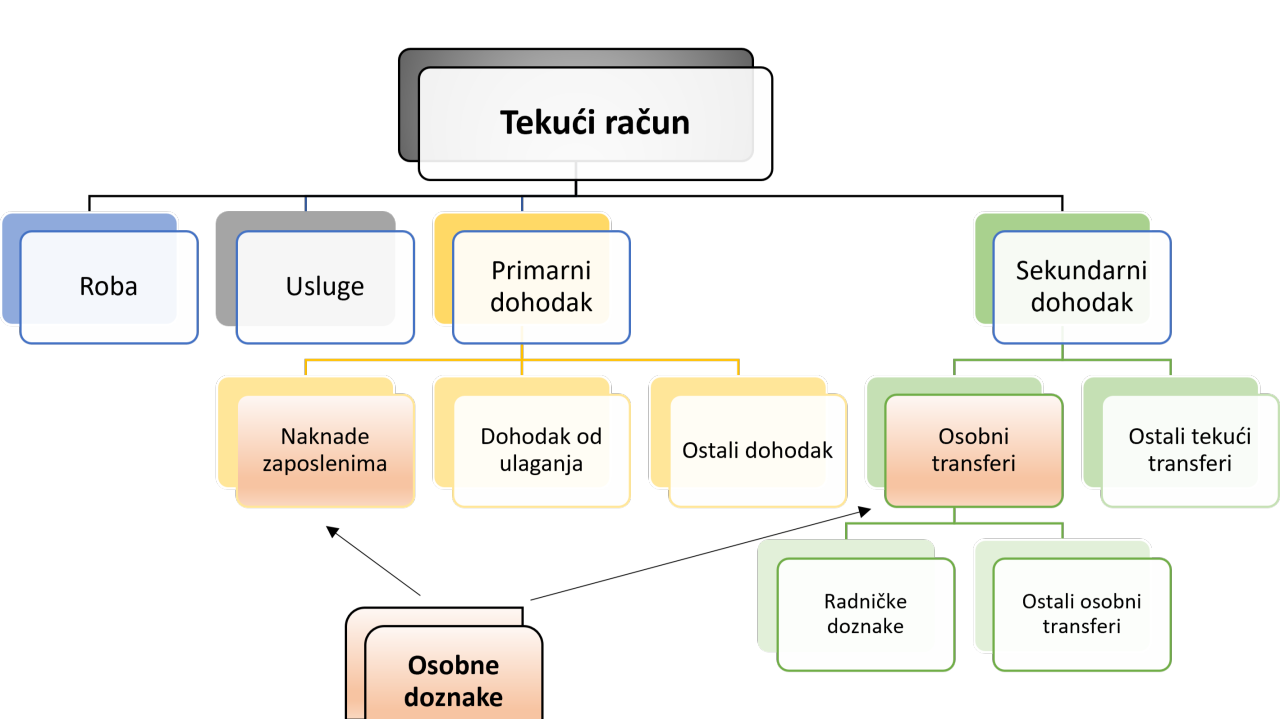 Tekući račun
Roba
Usluge
Primarni
dohodak
Sekundarni
dohodak
Naknade
zaposlenima
Dohodak od
ulaganja
Ostali dohodak
Osobni
transferi
Ostali tekući
transferi
Radničke
doznake
Ostali osobni
transferi
Osobne
doznake